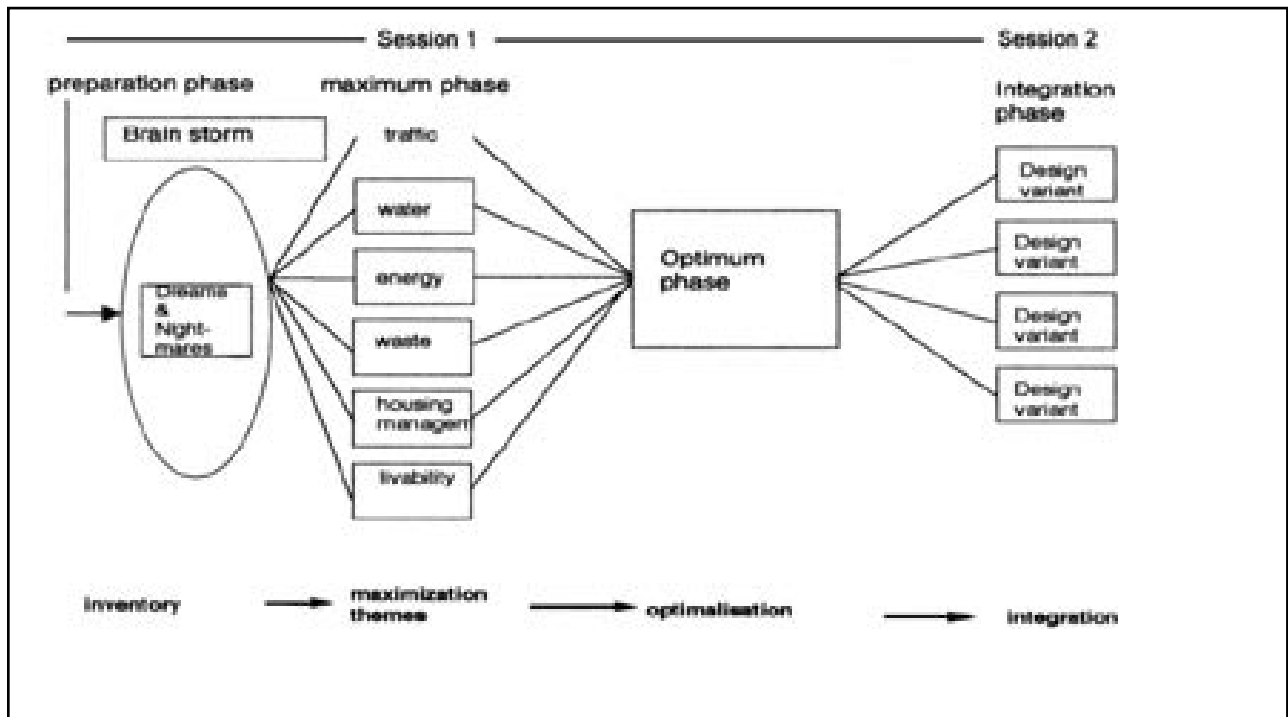 Session 1
Session 2
preparation phase
maximum phase
Integration
phase
Brain storm
traffic
water
energy
waste
housing
managem
livability
Dreams
&
Night-
mares
Optimum
phase
Design
variant
Design
variant
Design
variant
Design
variant
inventory
maximization
themes
optimalisation
integration